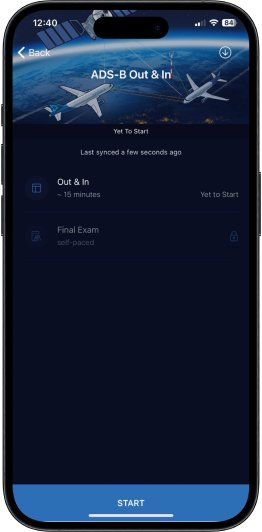 12:40
84
Back
ADS-B Out & In
Yet To Start
Last synced a few seconds ago
Out & In
~ 15 minutes
Yet to Start
Final Exam
self-paced
START